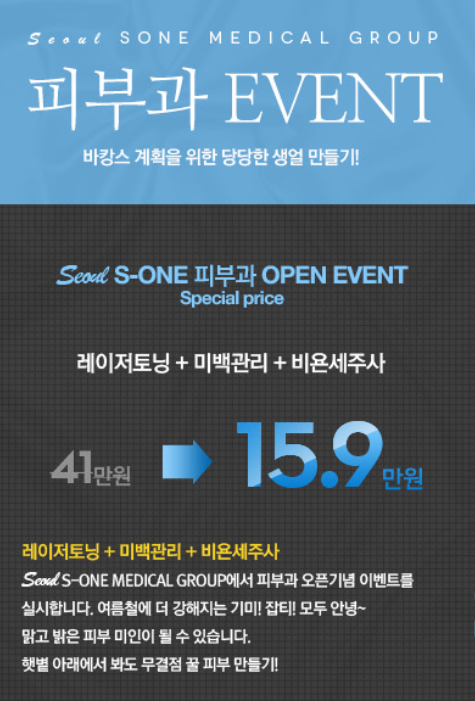 Seoul SONE MEDICAL GROUP
피부과 EVENT
바캉스 계획을 위한 당당한 생얼 만들기!
Seoul S-ONE 피부과 OPEN EVENT
Special price
레이저토닝 + 미백관리 + 비욘세주사
41만원 15.9만원
레이저토닝 + 미백관리 + 비욘세주사
Seoul S-ONE MEDICAL GROUP에서 피부과 오픈기념 이벤트를
실시합니다. 여름철에 더 강해지는 기미! 잡티! 모두 안녕~
맑고 밝은 피부 미인이 될 수 있습니다.
햇볕 아래에서 봐도 무결점 꿀 피부 만들기!